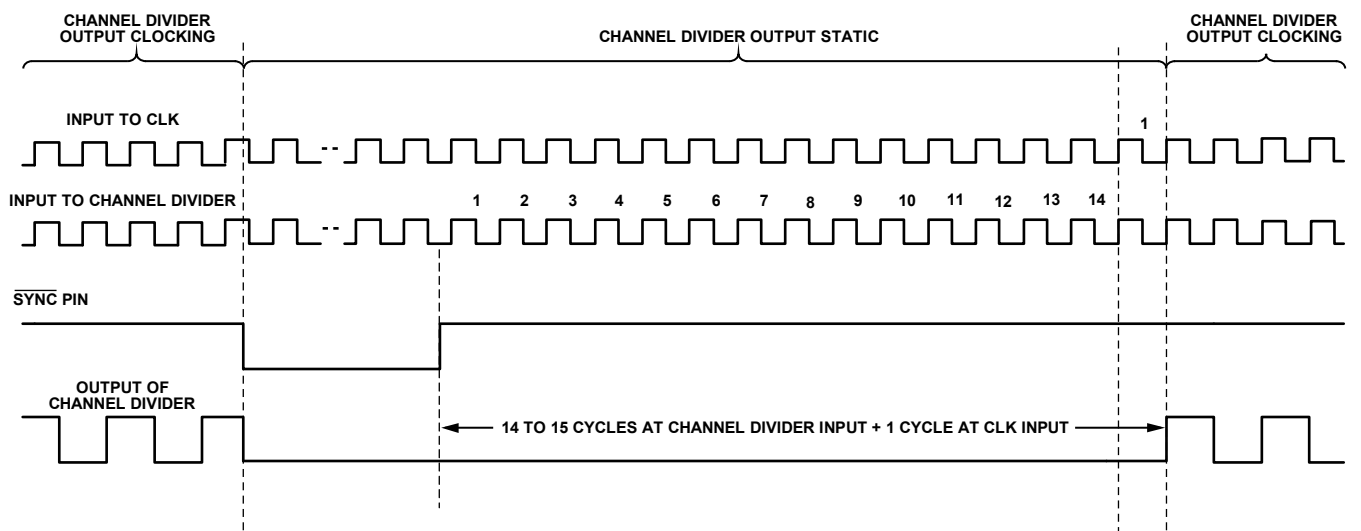 CHANNEL DIVIDER
OUTPUT CLOCKING
CHANNEL DIVIDER OUTPUT STATIC
CHANNEL DIVIDER
OUTPUT CLOCKING
INPUT TO CLK
1
INPUT TO CHANNEL DIVIDER
1 2 3 4 5 6 7 8 9 10 11 12 13 14
SYNC PIN
OUTPUT OF
CHANNEL DIVIDER
14 TO 15 CYCLES AT CHANNEL DIVIDER INPUT + 1 CYCLE AT CLK INPUT